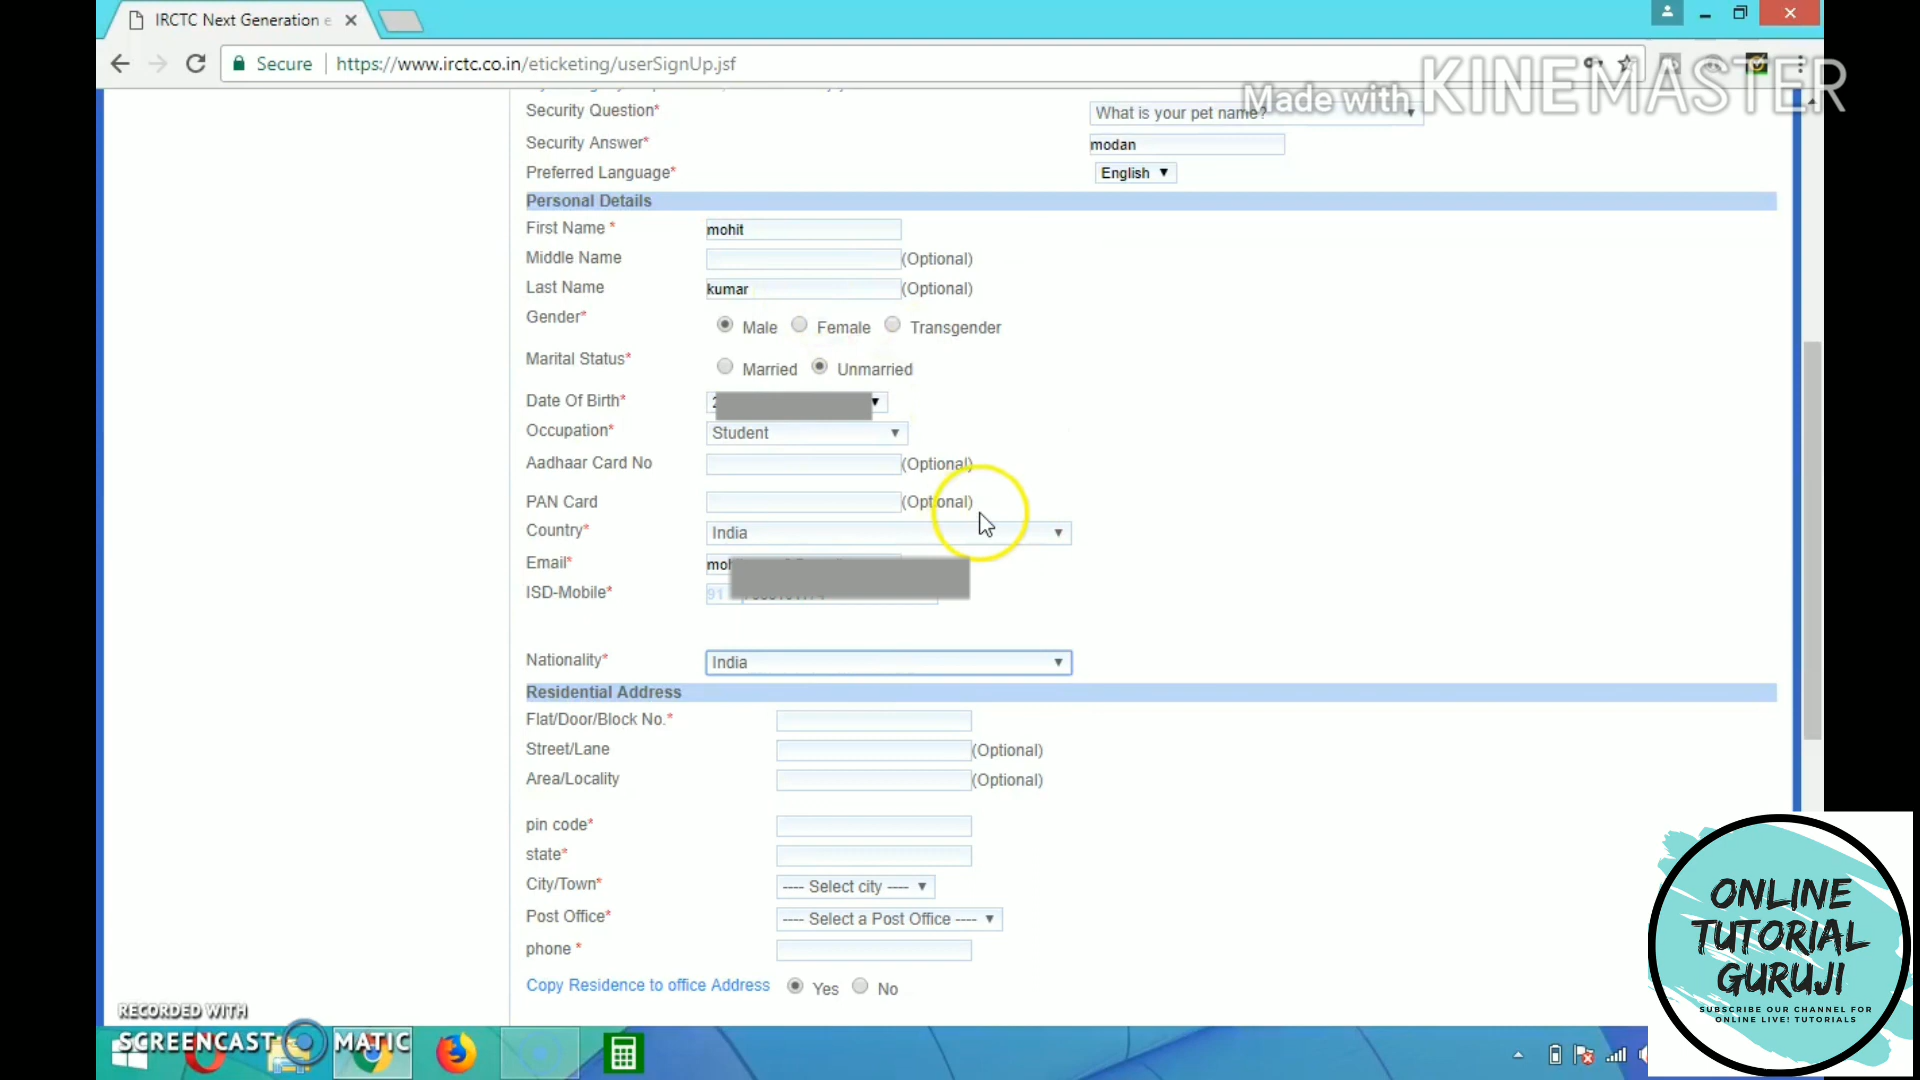 IRCTC Next Generation e
Secure https://www.irctc.co.in/eticketing/userSignUp.jsf
Made with KINEMASTER
Security Question* What is your pet name?
Security Answer* modan
Preferred Language* English
Personal Details
First Name * mohit
Middle Name (Optional)
Last Name kumar (Optional)
Gender* Male Female Transgender
Marital Status* Married Unmarried
Date Of Birth*
Occupation* Student
Aadhaar Card No (Optional)
PAN Card (Optional)
Country* India
Email*
ISD-Mobile* 91
Nationality* India
Residential Address
Flat/Door/Block No.*
Street/Lane (Optional)
Area/Locality (Optional)
pin code*
state*
City/Town* ---- Select city ----
Post Office* ---- Select a Post Office ----
phone *
Copy Residence to office Address Yes No
RECORDED WITH
SCREENCAST MATIC
ONLINE
TUTORIAL
GURUJI
SUBSCRIBE OUR CHANNEL FOR
ONLINE LIVE! TUTORIALS